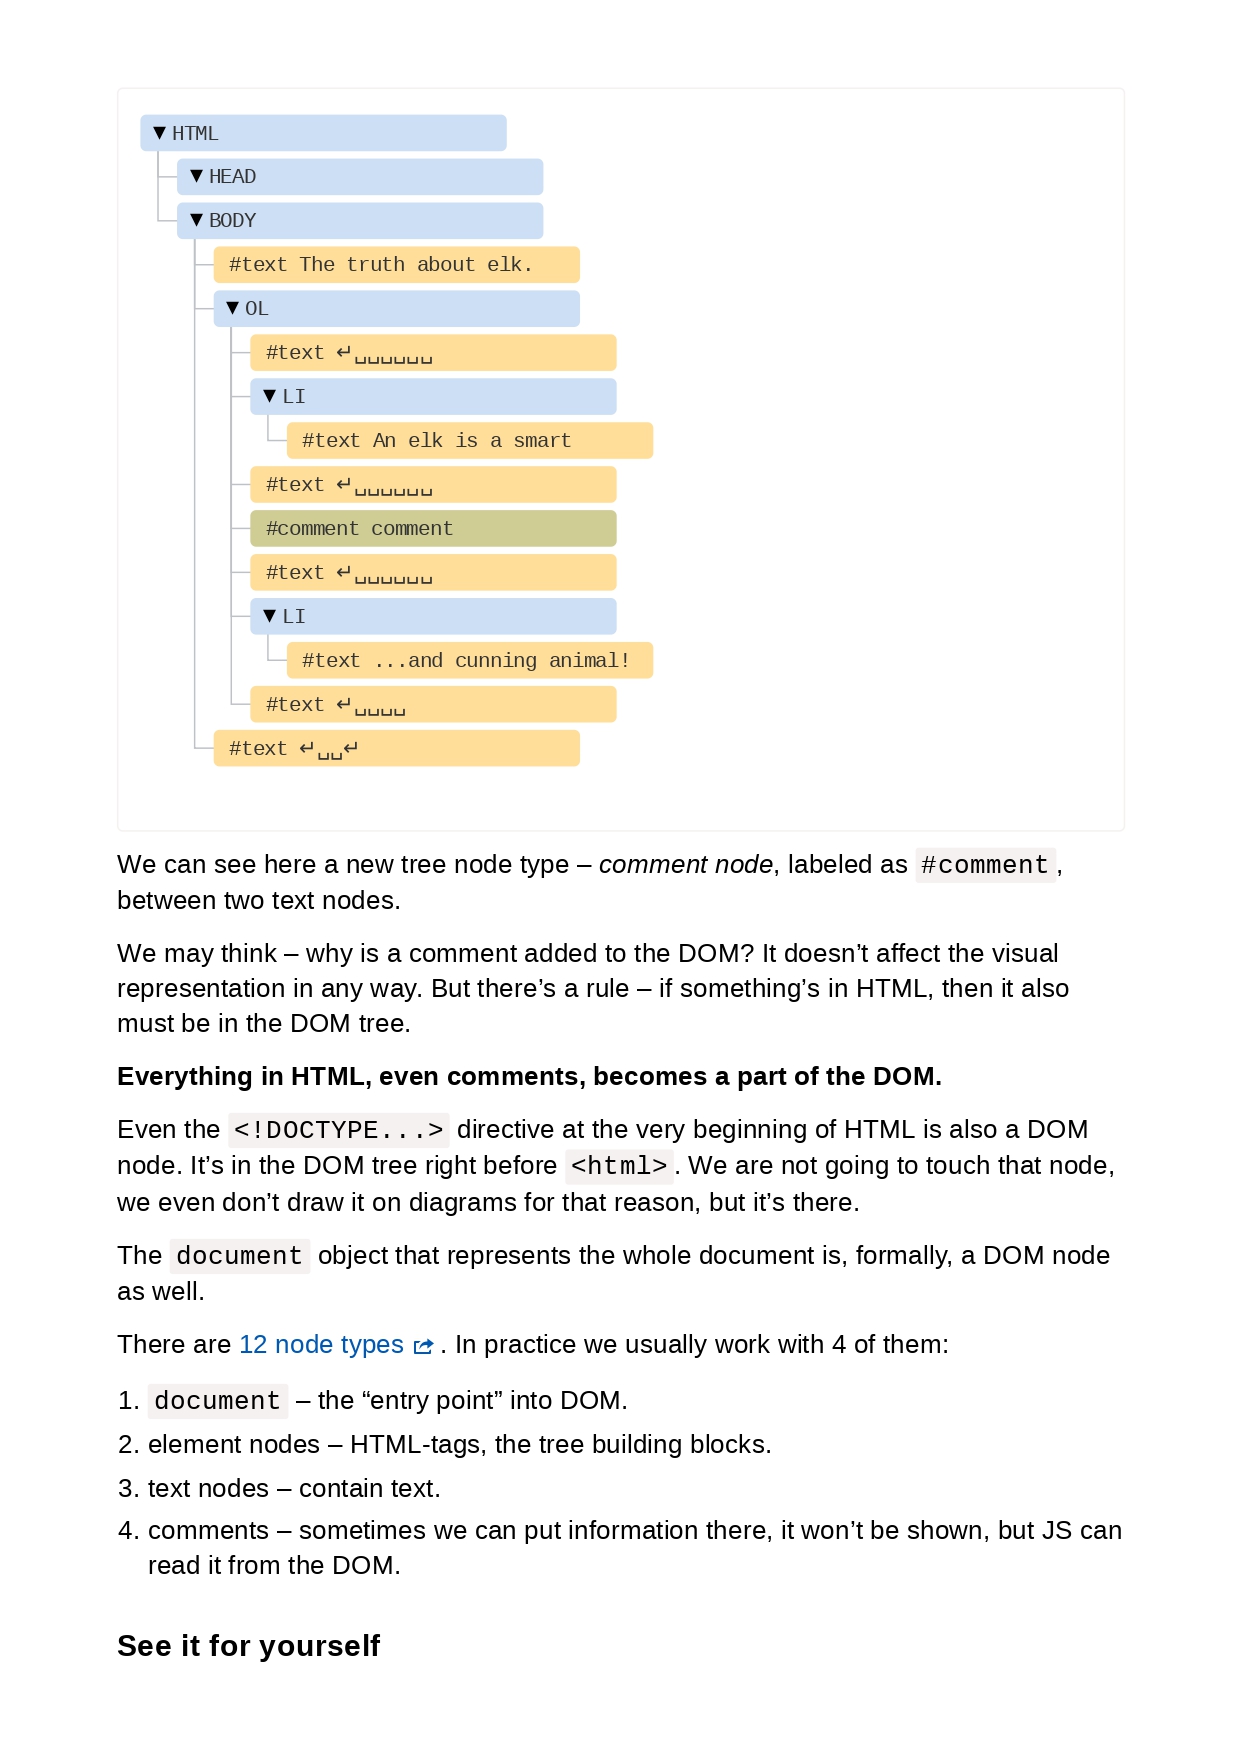 ▼ HTML
▼ HEAD
▼ BODY
#text The truth about elk.
▼ OL
#text ↵␣␣␣␣␣␣
▼ LI
#text An elk is a smart
#text ↵␣␣␣␣␣␣
#comment comment
#text ↵␣␣␣␣␣␣
▼ LI
#text ...and cunning animal!
#text ↵␣␣␣␣
#text ↵␣␣↵
We can see here a new tree node type – comment node, labeled as #comment,
between two text nodes.
We may think – why is a comment added to the DOM? It doesn’t affect the visual
representation in any way. But there’s a rule – if something’s in HTML, then it also
must be in the DOM tree.
Everything in HTML, even comments, becomes a part of the DOM.
Even the <!DOCTYPE...> directive at the very beginning of HTML is also a DOM
node. It’s in the DOM tree right before <html>. We are not going to touch that node,
we even don’t draw it on diagrams for that reason, but it’s there.
The document object that represents the whole document is, formally, a DOM node
as well.
There are 12 node types . In practice we usually work with 4 of them:
1. document – the “entry point” into DOM.
2. element nodes – HTML-tags, the tree building blocks.
3. text nodes – contain text.
4. comments – sometimes we can put information there, it won’t be shown, but JS can
read it from the DOM.
See it for yourself